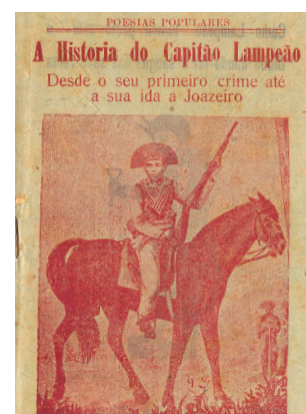 POESIAS POPULARES
A Historia do Capitão Lampeão
Desde o seu primeiro crime até
a sua ida a Joazeiro